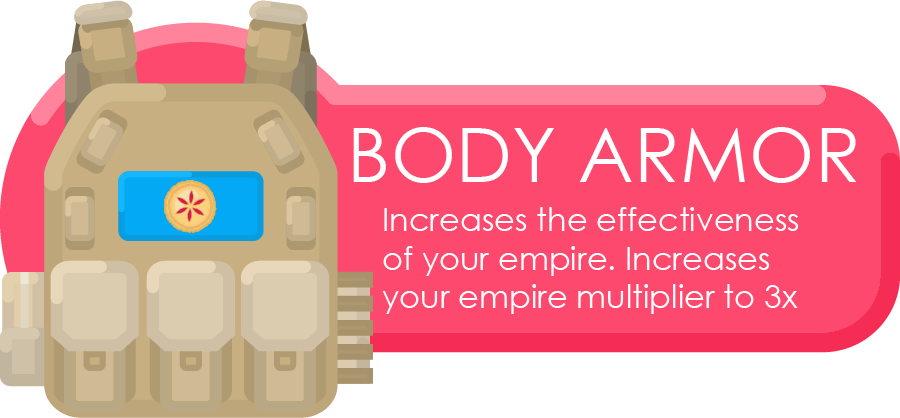 BODY ARMOR
Increases the effectiveness
of your empire. Increases
your empire multiplier to 3x